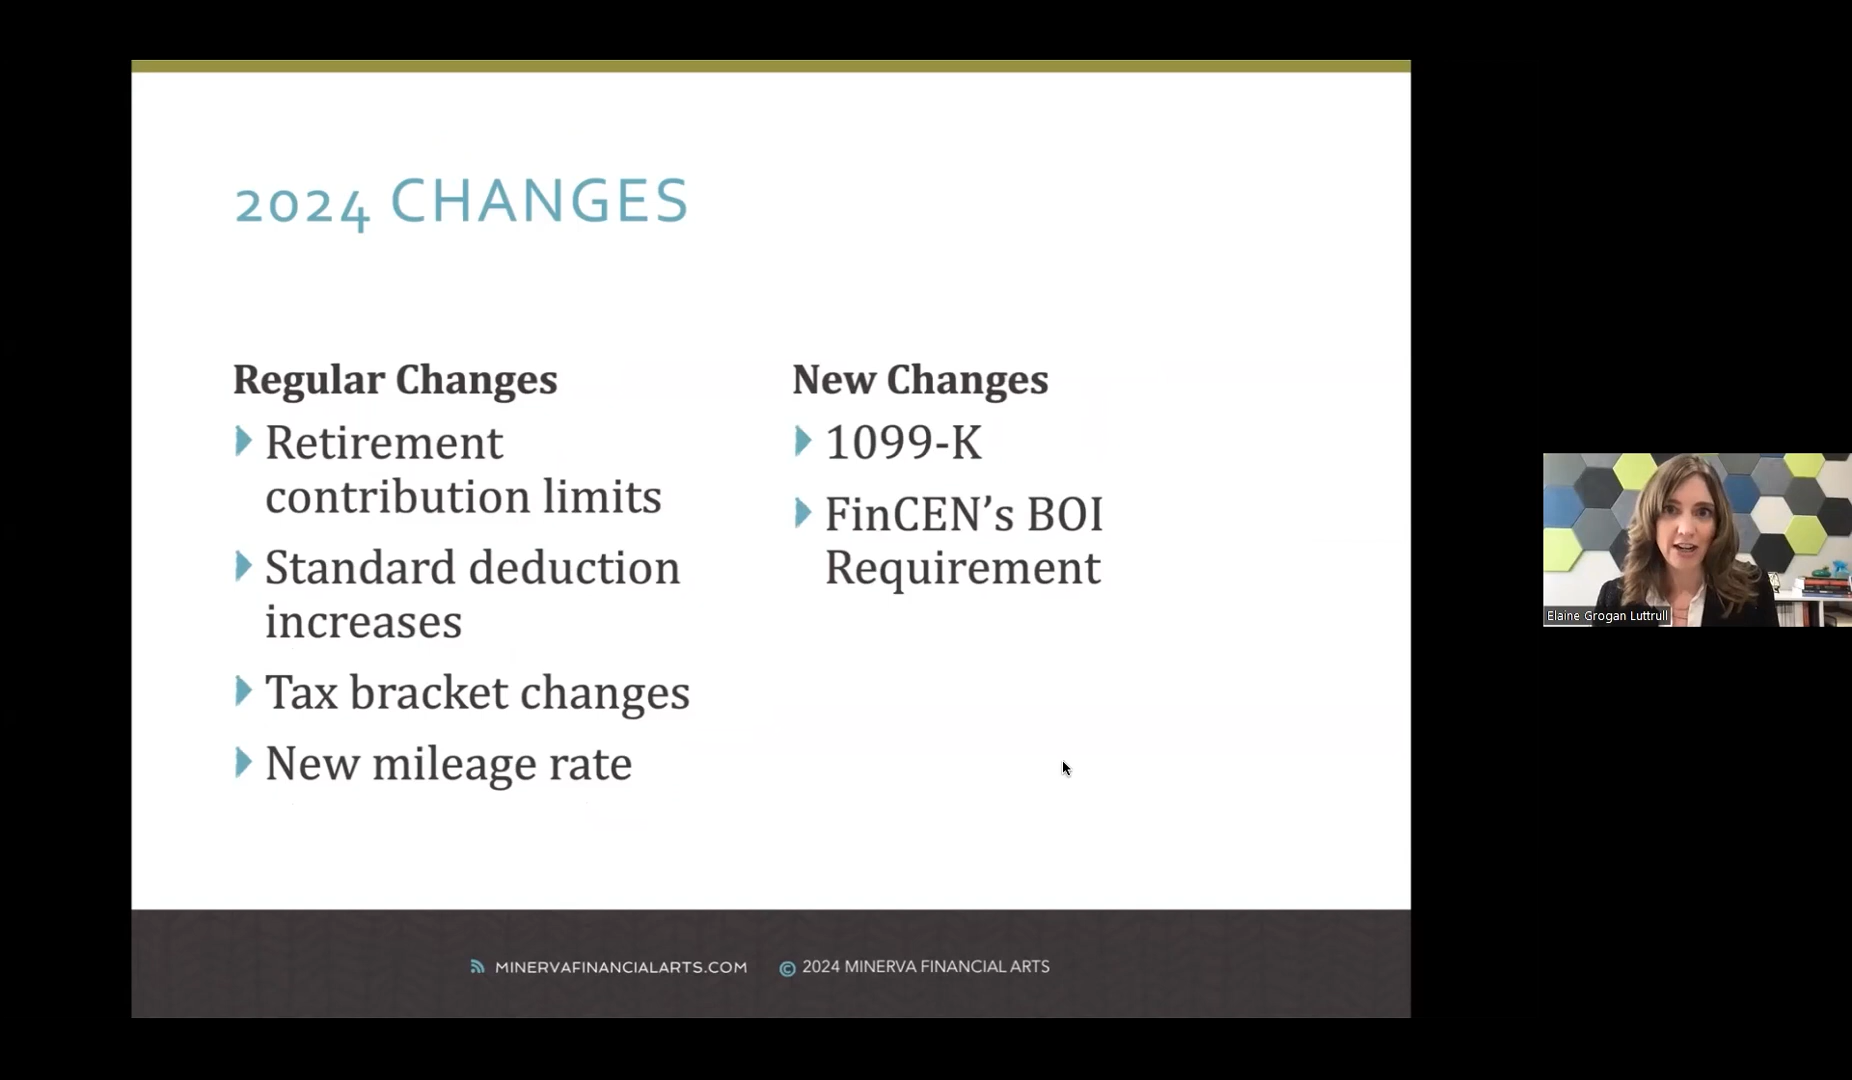 2024 CHANGES
Regular Changes
Retirement
contribution limits
Standard deduction
increases
Tax bracket changes
New mileage rate
New Changes
1099-K
FinCEN’s BOI
Requirement
Elaine Grogan Luttrull
MINERVAFINANCIALARTS.COM
© 2024 MINERVA FINANCIAL ARTS